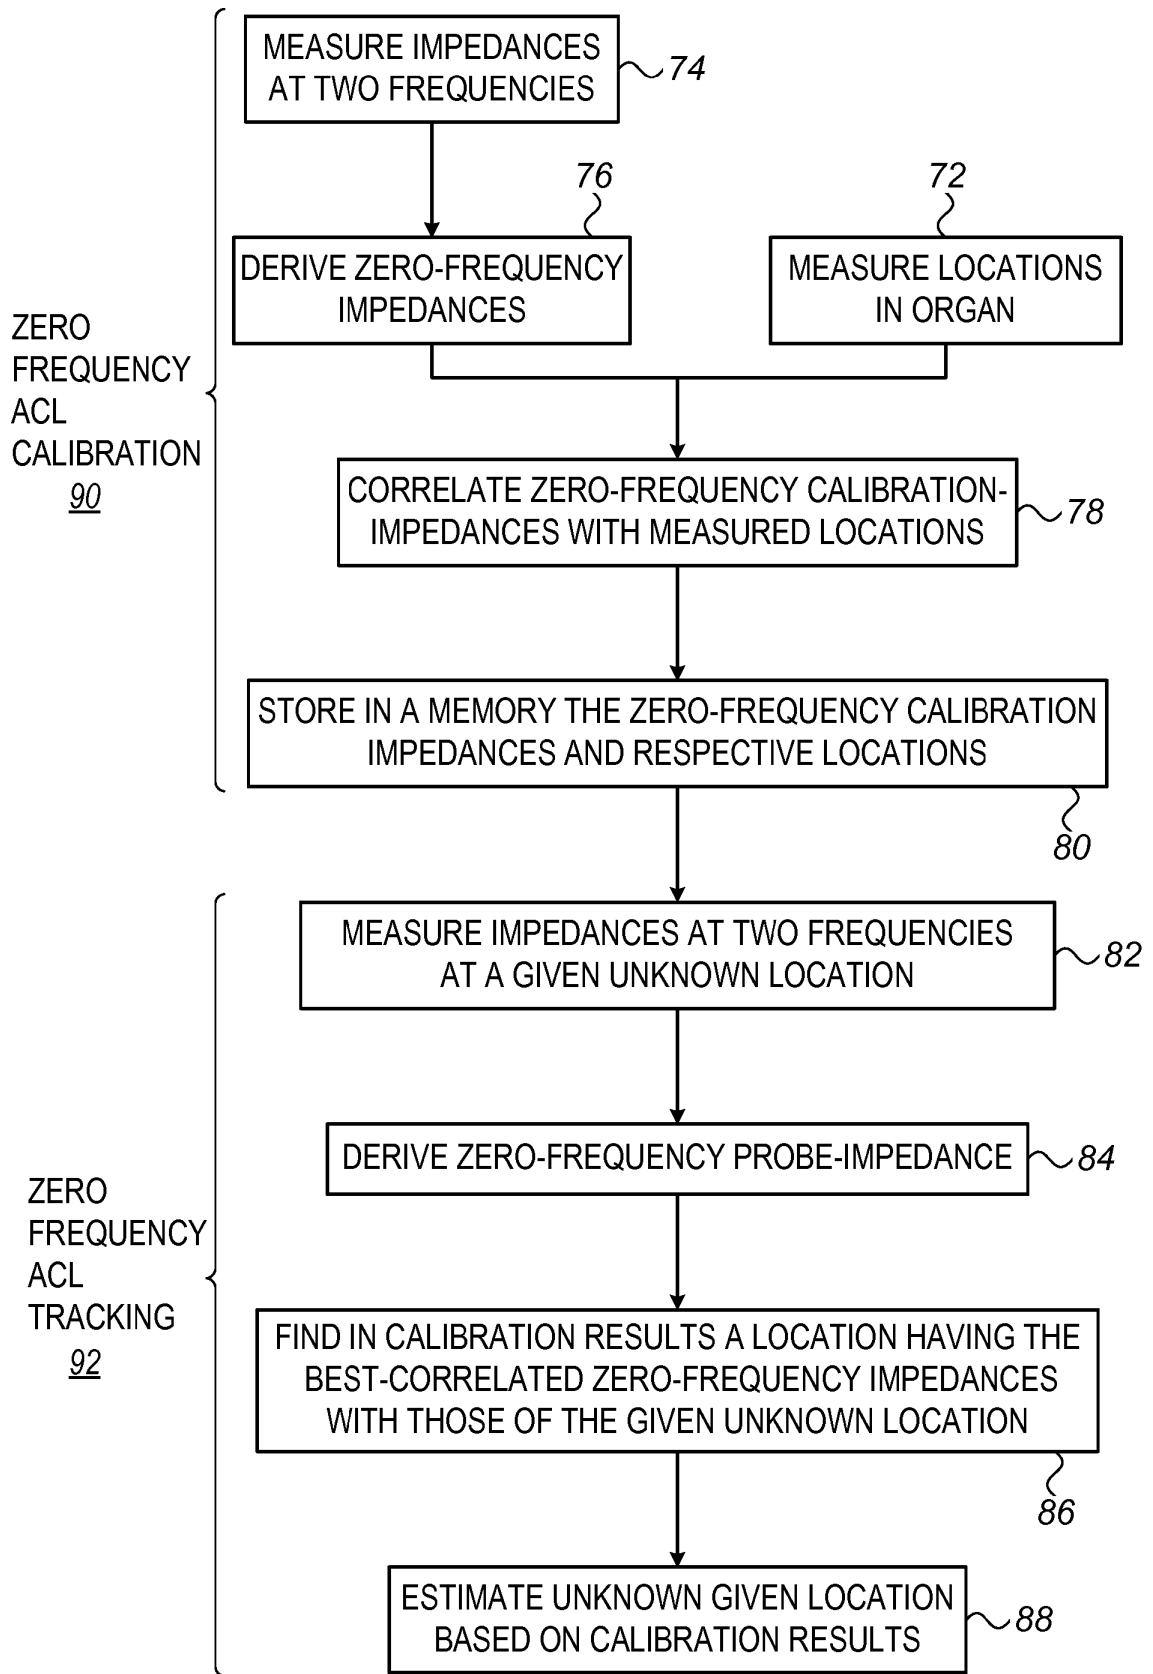 MEASURE IMPEDANCES
AT TWO FREQUENCIES
74
76
72
DERIVE ZERO-FREQUENCY
IMPEDANCES
MEASURE LOCATIONS
IN ORGAN
ZERO
FREQUENCY
ACL
CALIBRATION
90
CORRELATE ZERO-FREQUENCY CALIBRATION-
IMPEDANCES WITH MEASURED LOCATIONS
78
STORE IN A MEMORY THE ZERO-FREQUENCY CALIBRATION
IMPEDANCES AND RESPECTIVE LOCATIONS
80
MEASURE IMPEDANCES AT TWO FREQUENCIES
AT A GIVEN UNKNOWN LOCATION
82
DERIVE ZERO-FREQUENCY PROBE-IMPEDANCE
84
ZERO
FREQUENCY
ACL
TRACKING
92
FIND IN CALIBRATION RESULTS A LOCATION HAVING THE
BEST-CORRELATED ZERO-FREQUENCY IMPEDANCES
WITH THOSE OF THE GIVEN UNKNOWN LOCATION
86
ESTIMATE UNKNOWN GIVEN LOCATION
BASED ON CALIBRATION RESULTS
88